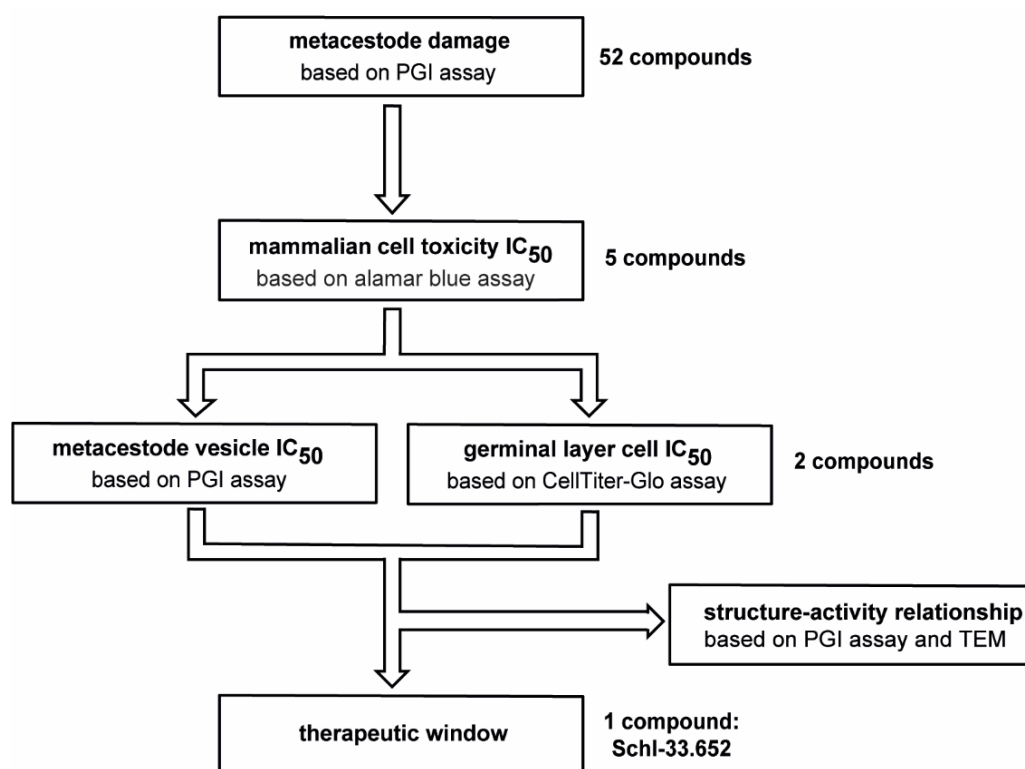 metacestode damage
based on PGI assay
52 compounds
mammalian cell toxicity IC50
based on alamar blue assay
5 compounds
metacestode vesicle IC50
based on PGI assay
germinal layer cell IC50
based on CellTiter-Glo assay
2 compounds
structure-activity relationship
based on PGI assay and TEM
therapeutic window
1 compound:
Schl-33.652